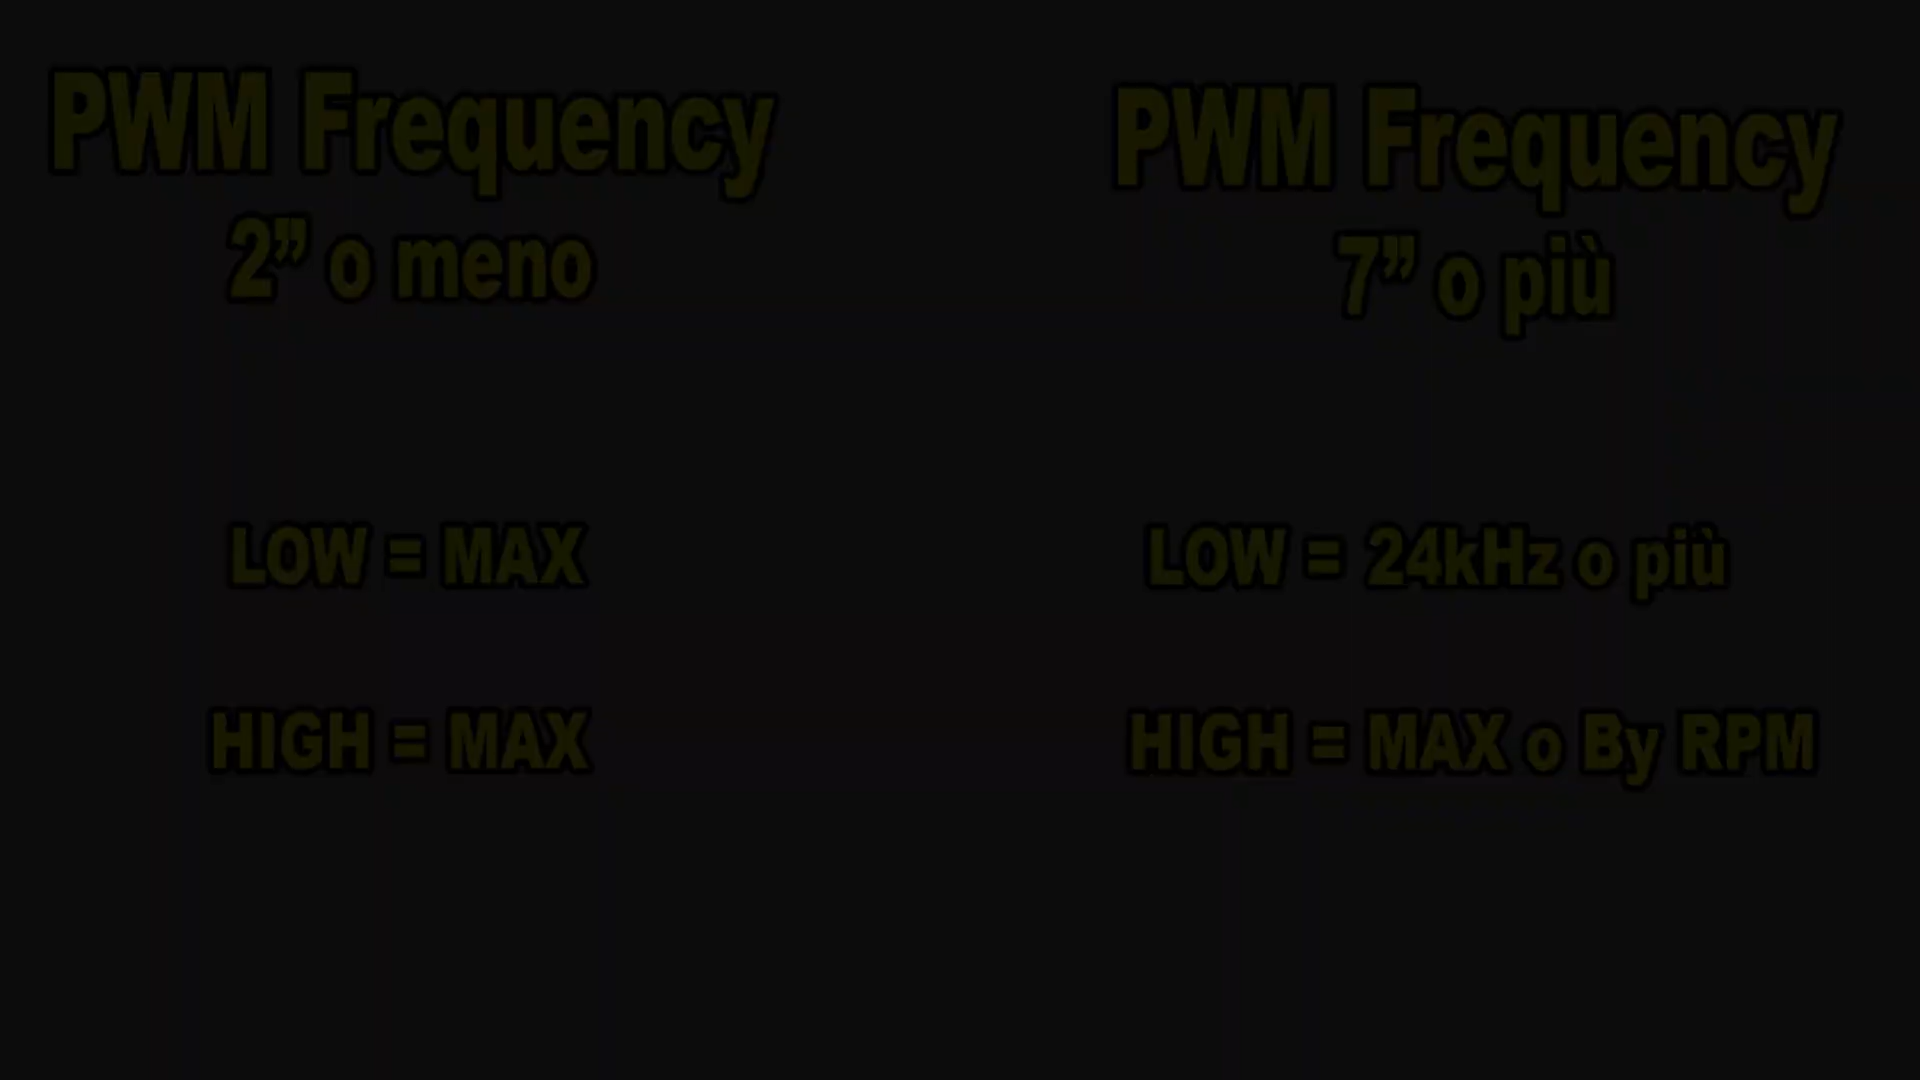 PWM Frequency
2” o meno
LOW = MAX
HIGH = MAX
PWM Frequency
7” o più
LOW = 24kHz o più
HIGH = MAX o By RPM